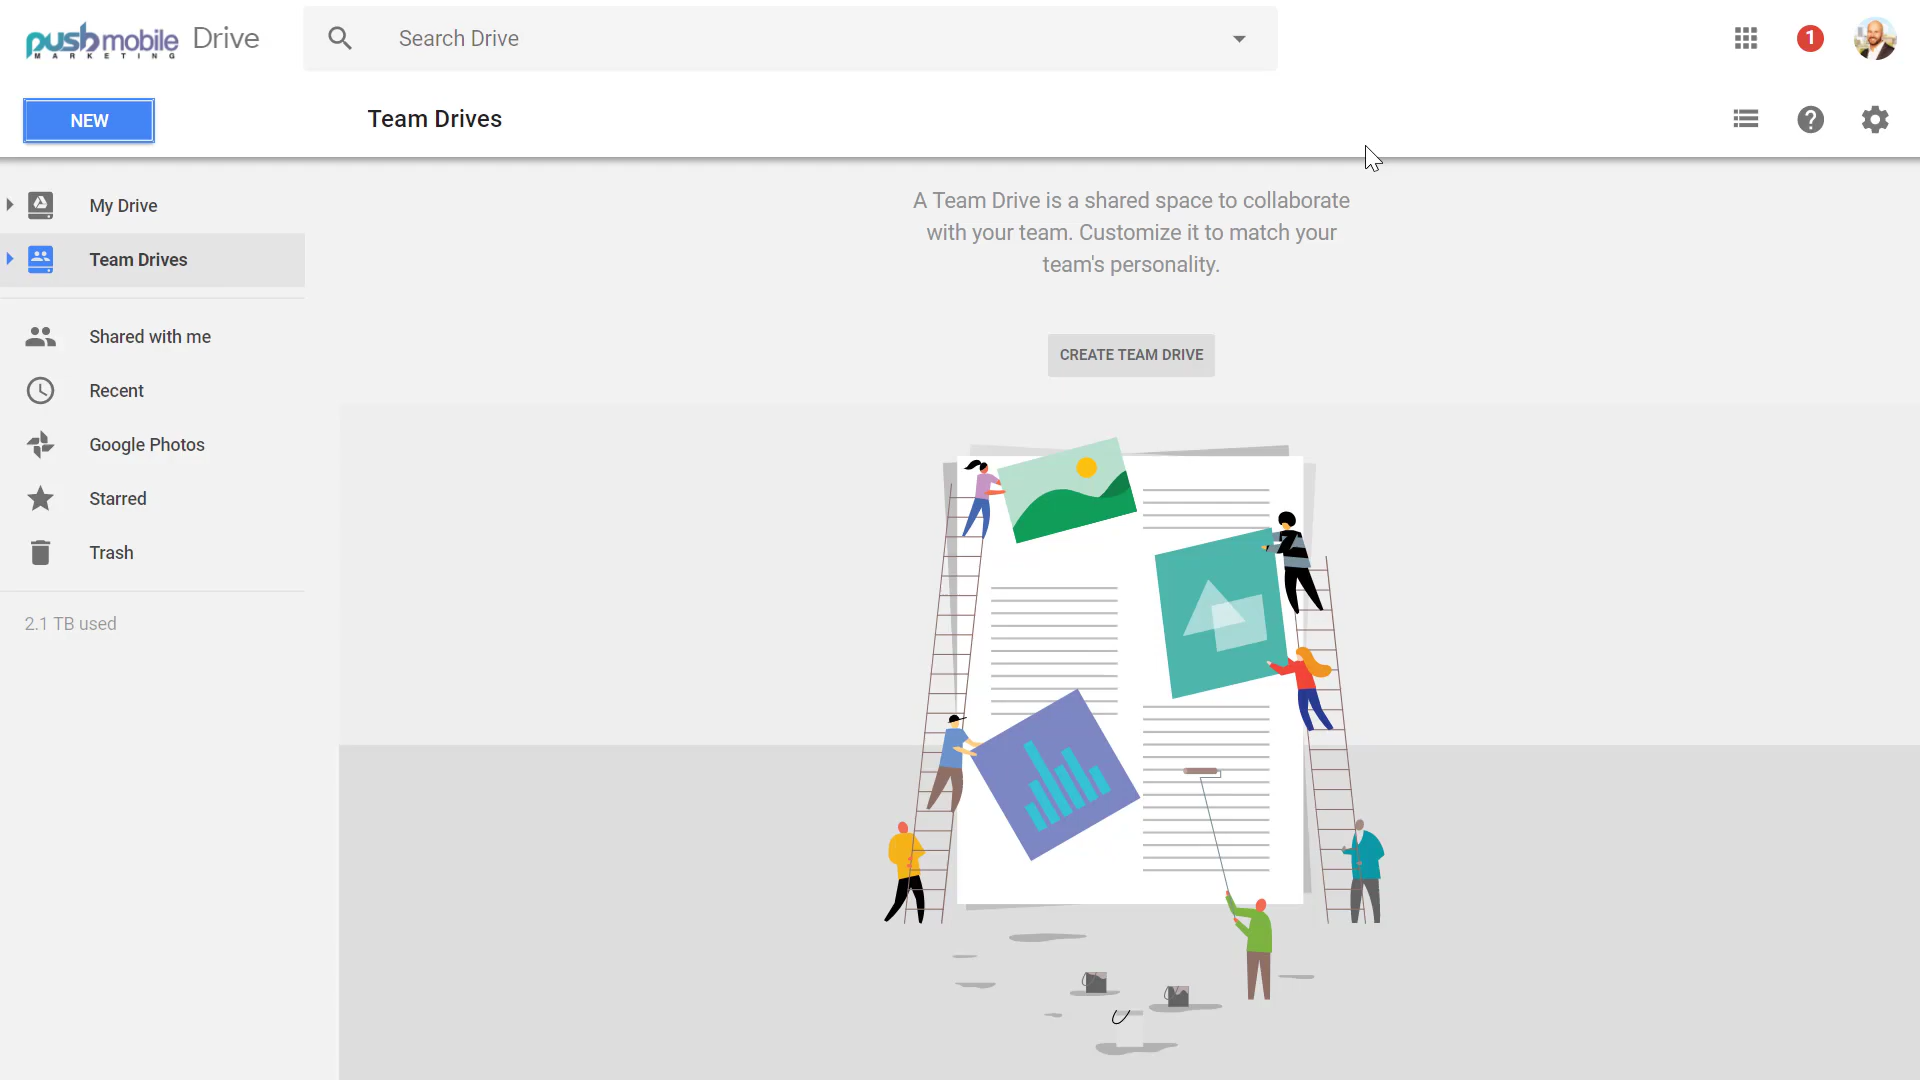 pushmobile Drive
MARKETING
Search Drive
1
NEW
Team Drives
My Drive
Team Drives
Shared with me
Recent
Google Photos
Starred
Trash
2.1 TB used
A Team Drive is a shared space to collaborate
with your team. Customize it to match your
team's personality.
CREATE TEAM DRIVE